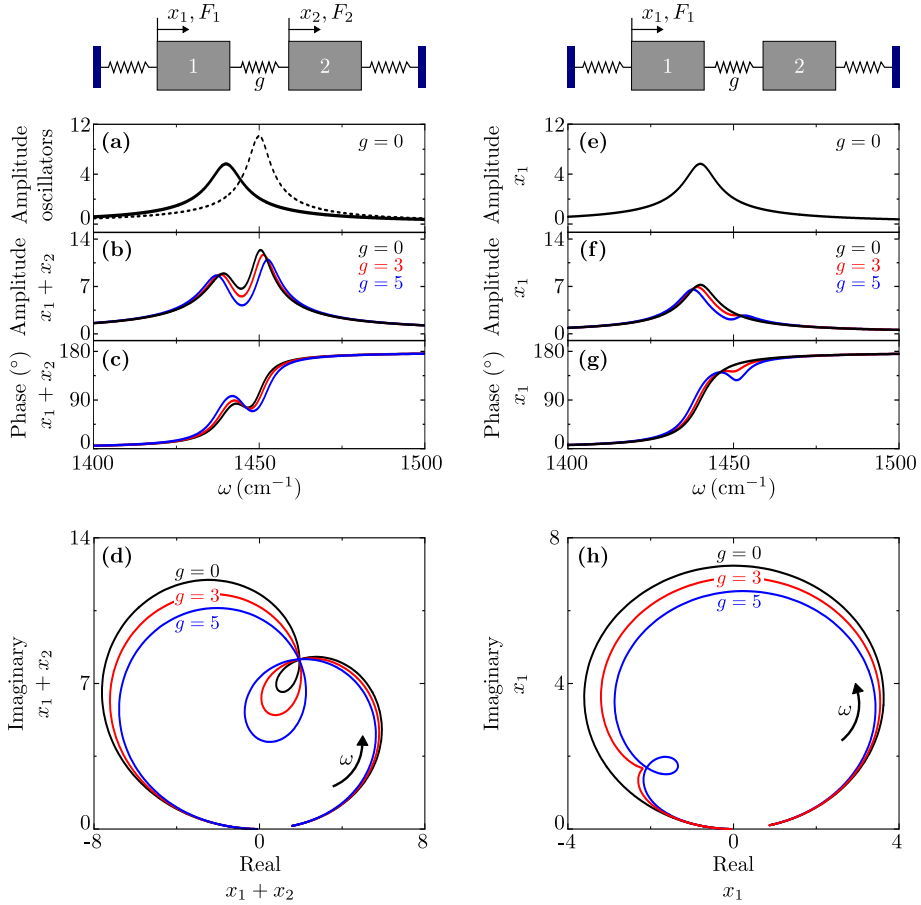 x₁, F₁
x₂, F₂
1
2
g
x₁, F₁
1
2
g
(a)
g = 0
12
4
0
Amplitude
oscillators
(b)
g = 0
g = 3
g = 5
14
7
0
Amplitude
x₁ + x₂
(c)
180
90
0
Phase (°)
x₁ + x₂
1400
1450
1500
ω (cm⁻¹)
(e)
g = 0
12
4
0
Amplitude
x₁
(f)
g = 0
g = 3
g = 5
14
7
0
Amplitude
x₁
(g)
180
90
0
Phase (°)
x₁
1400
1450
1500
ω (cm⁻¹)
(d)
g = 0
g = 3
g = 5
ω
14
7
0
Imaginary
x₁ + x₂
-8
0
8
Real
x₁ + x₂
(h)
g = 0
g = 3
g = 5
ω
8
4
0
Imaginary
x₁
-4
0
4
Real
x₁